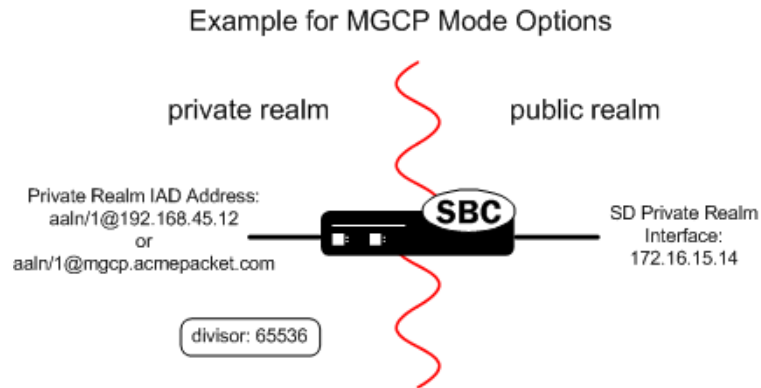 Example for MGCP Mode Options
private realm
public realm
Private Realm IAD Address:
aaln/1@192.168.45.12
or
aaln/1@mgcp.acmepacket.com
SBC
SD Private Realm
Interface:
172.16.15.14
divisor: 65536